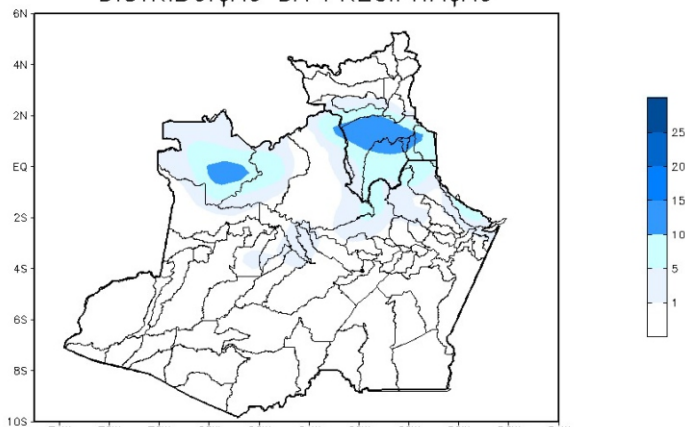 DISTRIBUIÇÃO DA PRECIPITAÇÃO
6N
4N
2N
EQ
2S
4S
6S
8S
10S
25
20
15
10
5
1